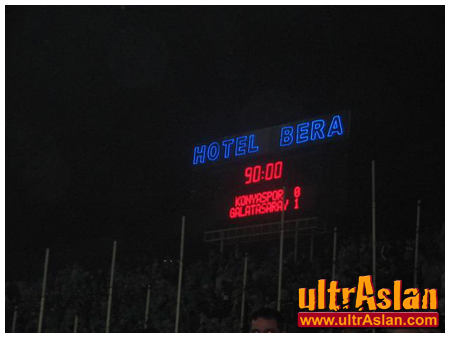 HOTEL BERA
90:00
KONYASPOR 0
GALATASARAY 1
ultrAslan
www.ultrAslan.com